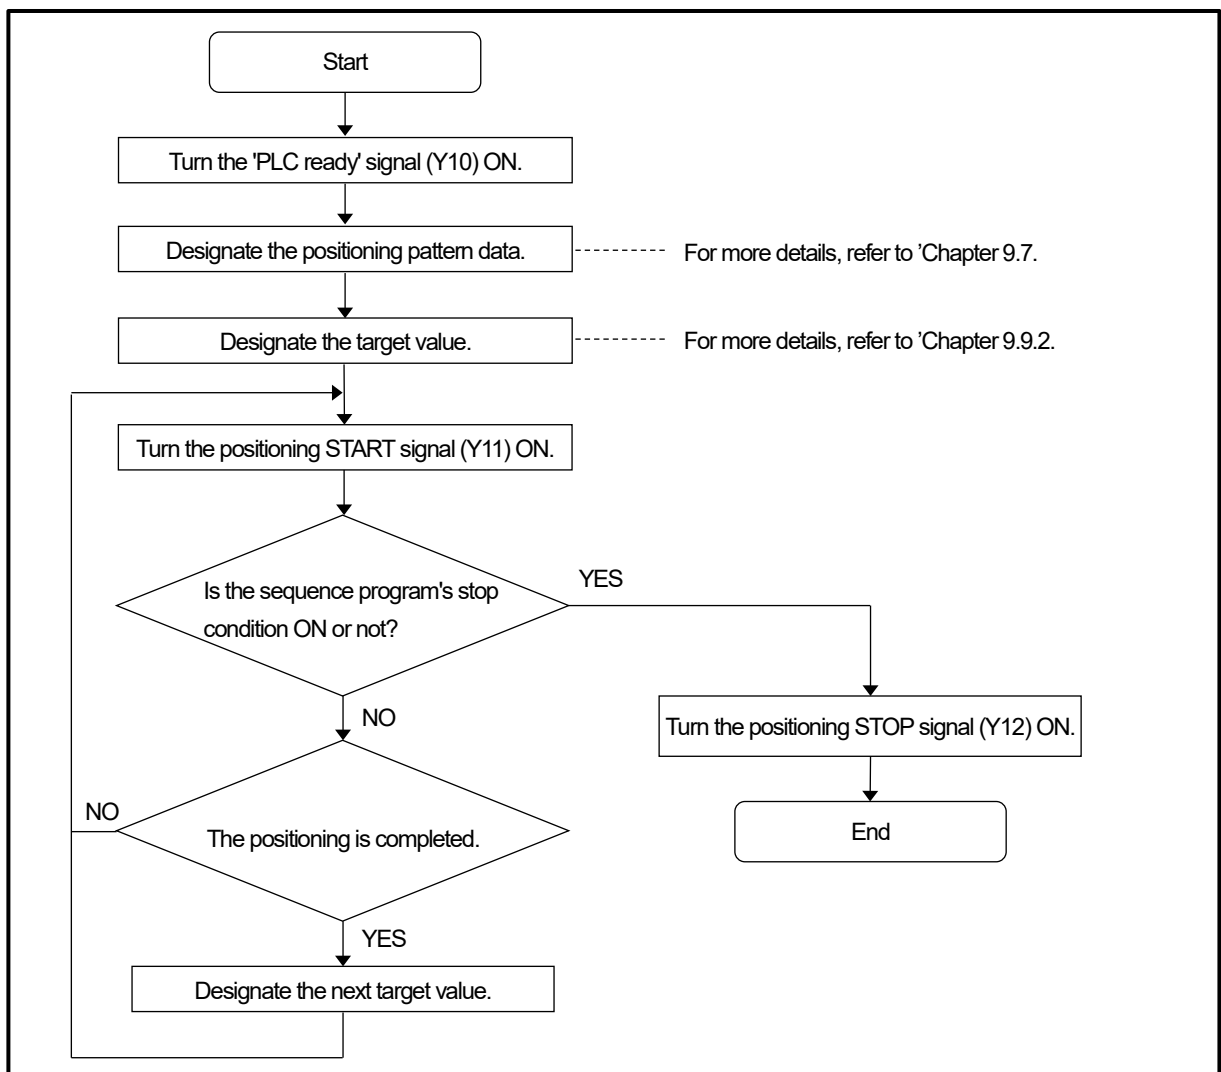 Start
Turn the 'PLC ready' signal (Y10) ON.
Designate the positioning pattern data.
For more details, refer to ’Chapter 9.7.
Designate the target value.
For more details, refer to ’Chapter 9.9.2.
Turn the positioning START signal (Y11) ON.
Is the sequence program's stop
condition ON or not?
YES
NO
Turn the positioning STOP signal (Y12) ON.
NO
The positioning is completed.
End
YES
Designate the next target value.